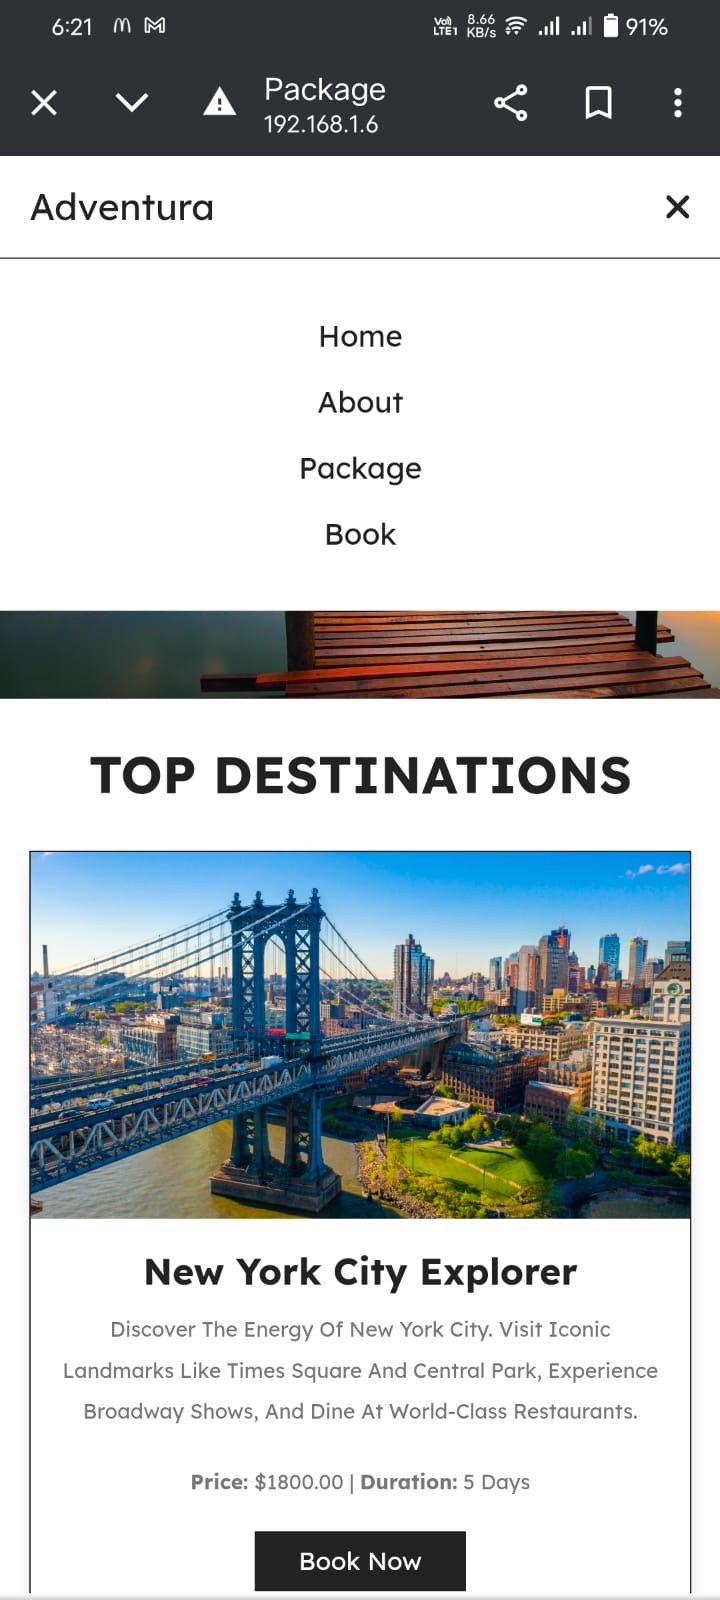 6:21 Vo) LTE1 8.66 KB/s 91%
Package
192.168.1.6
Adventura
Home
About
Package
Book
TOP DESTINATIONS
New York City Explorer
Discover The Energy Of New York City. Visit Iconic
Landmarks Like Times Square And Central Park, Experience
Broadway Shows, And Dine At World-Class Restaurants.
Price: $1800.00 | Duration: 5 Days
Book Now